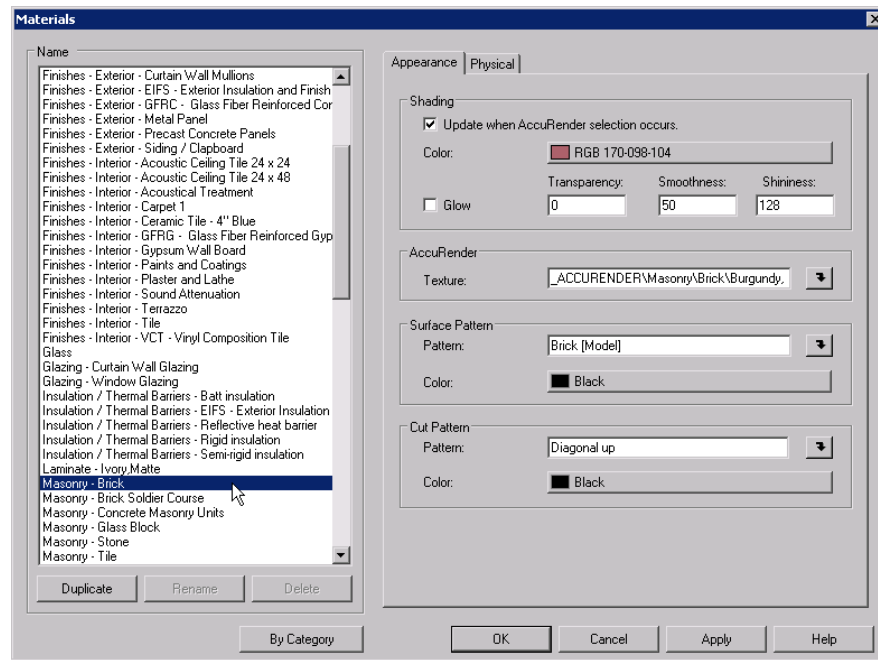 Materials
Name
Finishes - Exterior - Curtain Wall Mullions
Finishes - Exterior - EIFS - Exterior Insulation and Finish
Finishes - Exterior - GFRC - Glass Fiber Reinforced Cor
Finishes - Exterior - Metal Panel
Finishes - Exterior - Precast Concrete Panels
Finishes - Exterior - Siding / Clapboard
Finishes - Interior - Acoustic Ceiling Tile 24 x 24
Finishes - Interior - Acoustic Ceiling Tile 24 x 48
Finishes - Interior - Acoustical Treatment
Finishes - Interior - Carpet 1
Finishes - Interior - Ceramic Tile - 4" Blue
Finishes - Interior - GFRG - Glass Fiber Reinforced Gyp
Finishes - Interior - Gypsum Wall Board
Finishes - Interior - Paints and Coatings
Finishes - Interior - Plaster and Lathe
Finishes - Interior - Sound Attenuation
Finishes - Interior - Terrazzo
Finishes - Interior - Tile
Finishes - Interior - VCT - Vinyl Composition Tile
Glass
Glazing - Curtain Wall Glazing
Glazing - Window Glazing
Insulation / Thermal Barriers - Batt insulation
Insulation / Thermal Barriers - EIFS - Exterior Insulation
Insulation / Thermal Barriers - Reflective heat barrier
Insulation / Thermal Barriers - Rigid insulation
Insulation / Thermal Barriers - Semi-rigid insulation
Laminate - Ivory,Matte
Masonry - Brick
Masonry - Brick Soldier Course
Masonry - Concrete Masonry Units
Masonry - Glass Block
Masonry - Stone
Masonry - Tile
Duplicate Rename Delete
By Category
Appearance Physical
Shading
Update when AccuRender selection occurs.
Color: RGB 170-098-104
Transparency: Smoothness: Shininess:
Glow 0 50 128
AccuRender
Texture: _ACCURENDER\Masonry\Brick\Burgundy,
Surface Pattern
Pattern: Brick [Model]
Color: Black
Cut Pattern
Pattern: Diagonal up
Color: Black
OK Cancel Apply Help